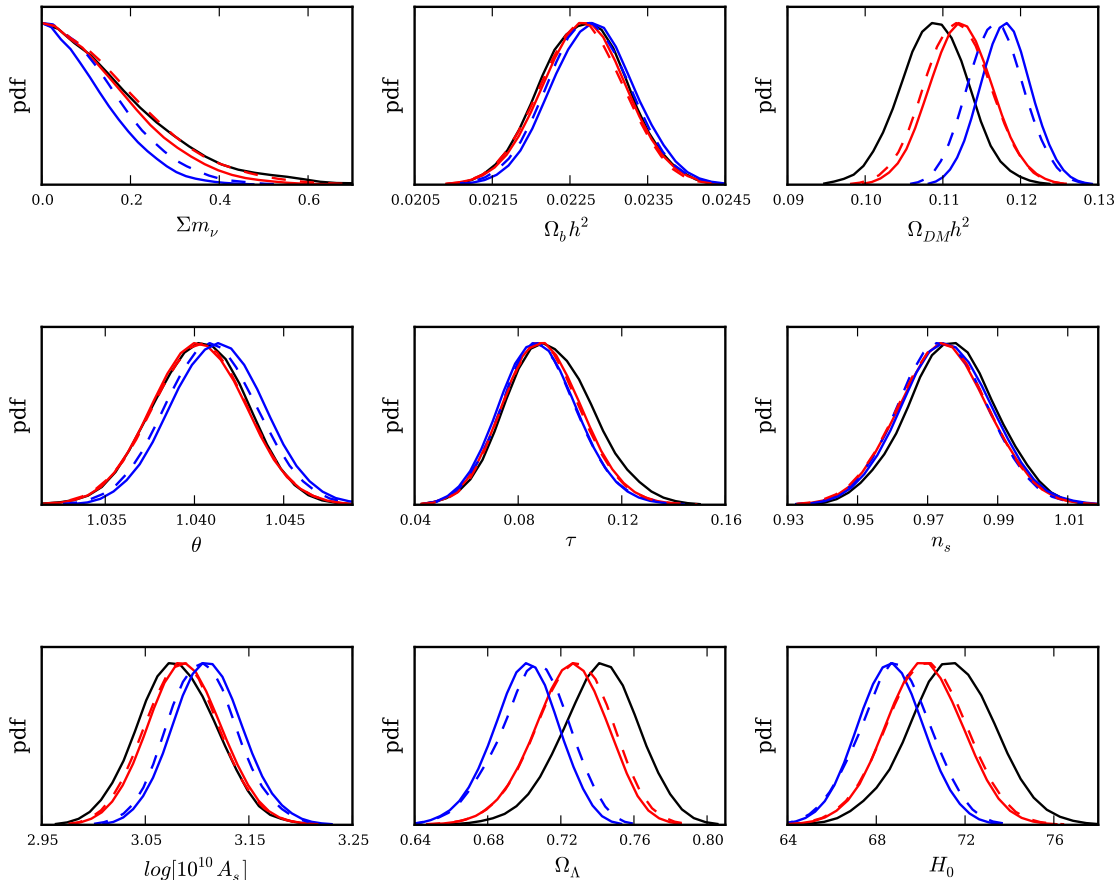 pdf
0.0 0.2 0.4 0.6
Σm_ν
pdf
0.0205 0.0215 0.0225 0.0235 0.0245
Ω_b h²
pdf
0.09 0.10 0.11 0.12 0.13
Ω_DM h²
pdf
1.035 1.040 1.045
θ
pdf
0.04 0.08 0.12 0.16
τ
pdf
0.93 0.95 0.97 0.99 1.01
n_s
pdf
2.95 3.05 3.15 3.25
log[10¹⁰ A_s]
pdf
0.64 0.68 0.72 0.76 0.80
Ω_Λ
pdf
64 68 72 76
H_0